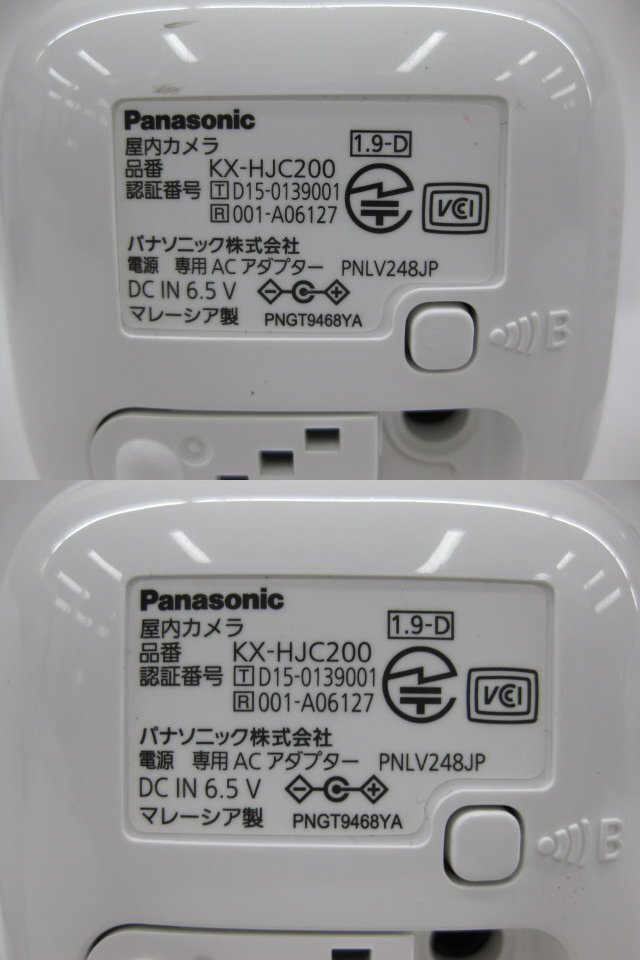 Panasonic
屋内カメラ
1.9-D
品番 KX-HJC200
認証番号 T D15-0139001
R 001-A06127
VCCI
パナソニック株式会社
電源 専用 AC アダプター PNLV248JP
DC IN 6.5 V
マレーシア製 PNGT9468YA
B
Panasonic
屋内カメラ
1.9-D
品番 KX-HJC200
認証番号 T D15-0139001
R 001-A06127
VCCI
パナソニック株式会社
電源 専用 AC アダプター PNLV248JP
DC IN 6.5 V
マレーシア製 PNGT9468YA
B